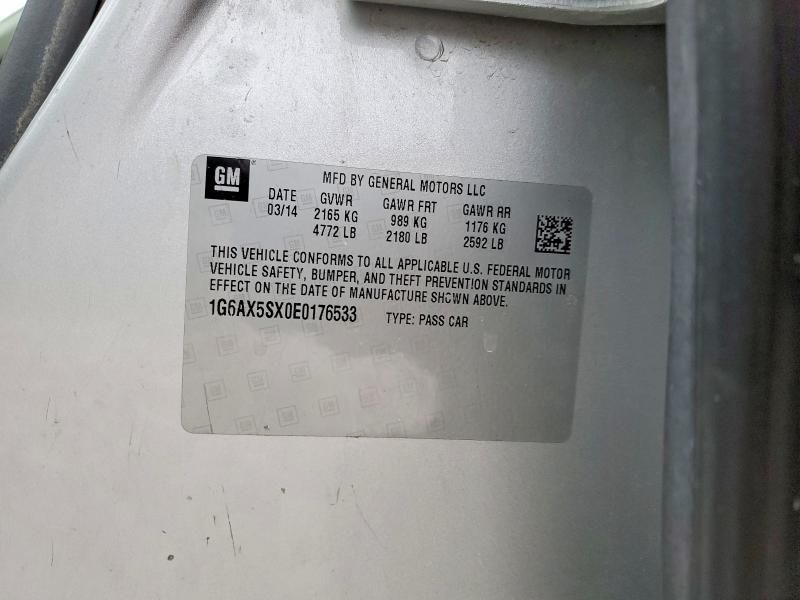 GM
MFD BY GENERAL MOTORS LLC
DATE GVWR GAWR FRT GAWR RR
03/14 2165 KG 989 KG 1176 KG
4772 LB 2180 LB 2592 LB
THIS VEHICLE CONFORMS TO ALL APPLICABLE U.S. FEDERAL MOTOR
VEHICLE SAFETY, BUMPER, AND THEFT PREVENTION STANDARDS IN
EFFECT ON THE DATE OF MANUFACTURE SHOWN ABOVE.
1G6AX5SX0E0176533 TYPE: PASS CAR